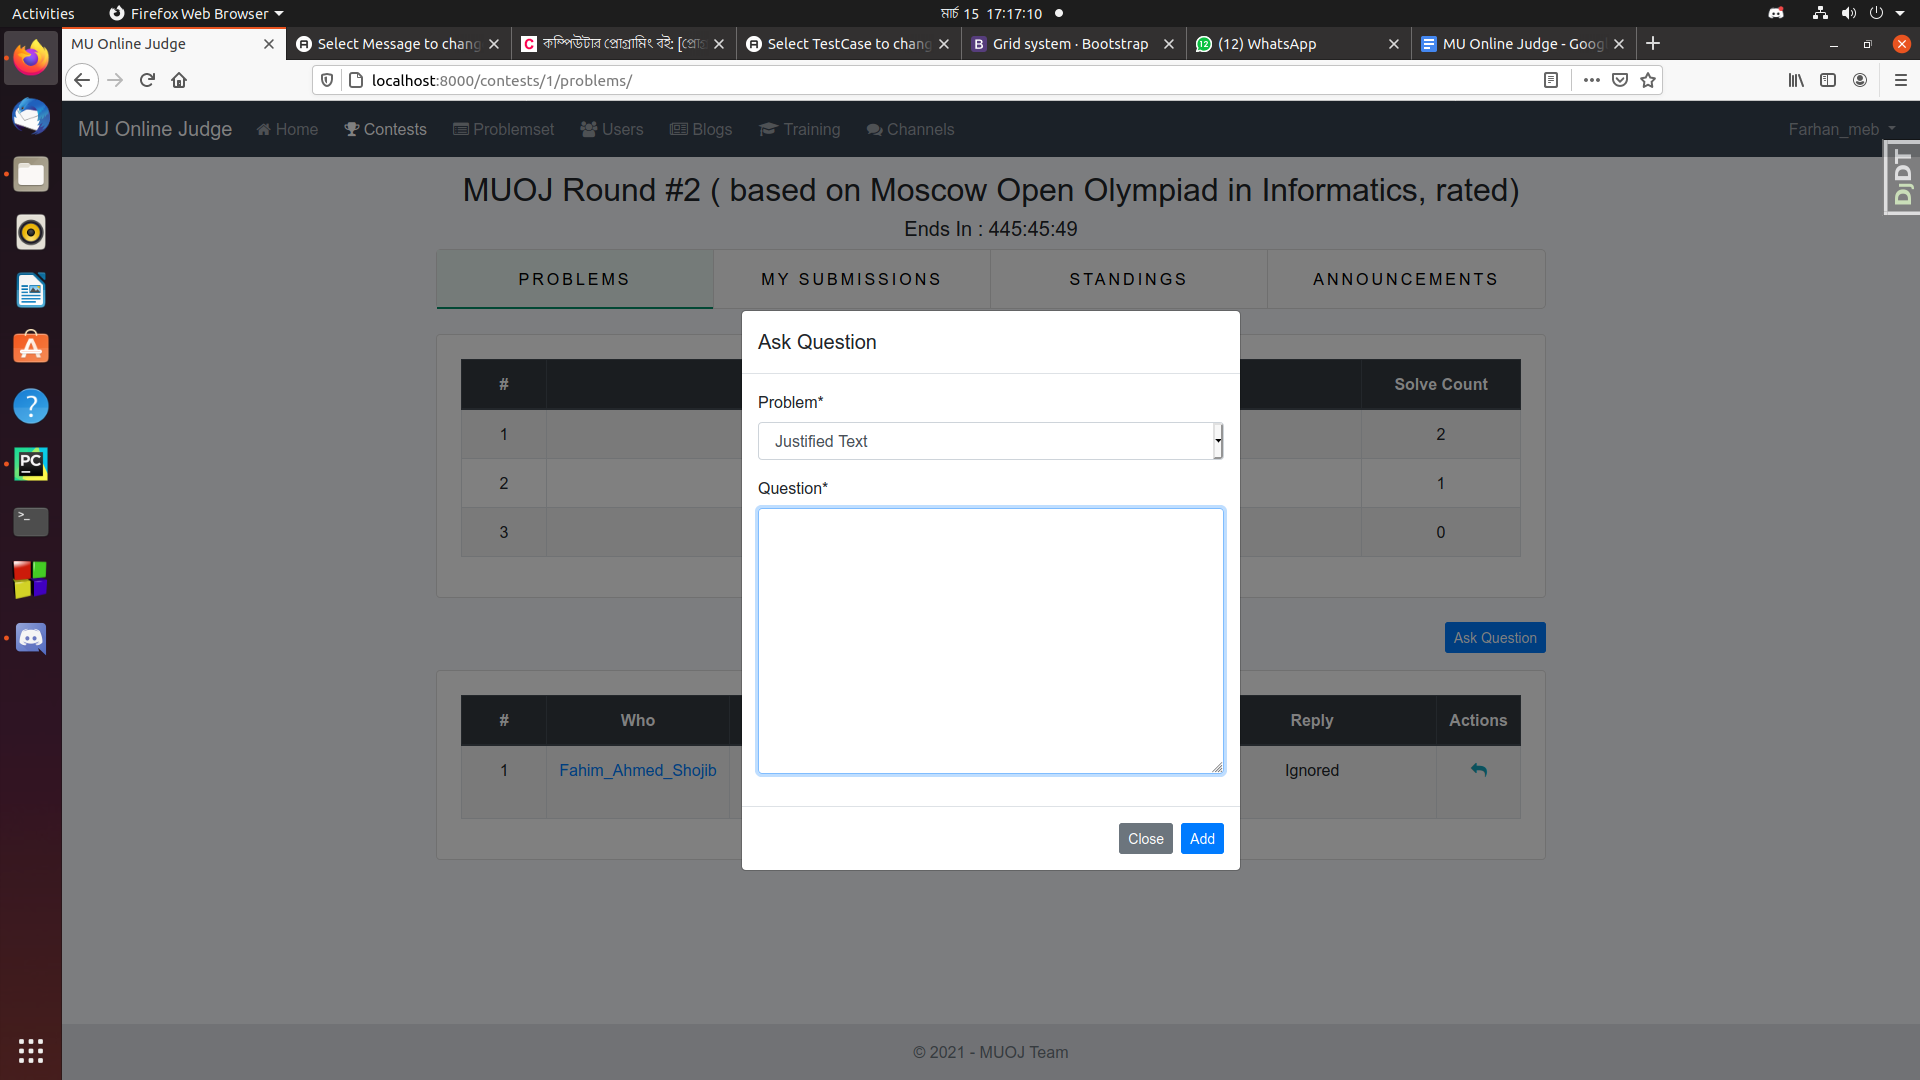 Activities Firefox Web Browser মার্চ 15 17:17:10
MU Online Judge Select Message to chang কম্পিউটার প্রোগ্রামিং বই: [প্রোগ্র Select TestCase to chang Grid system · Bootstrap (12) WhatsApp MU Online Judge - Goog
localhost:8000/contests/1/problems/
MU Online Judge Home Contests Problemset Users Blogs Training Channels Farhan_meb
DjDT
MUOJ Round #2 ( based on Moscow Open Olympiad in Informatics, rated)
Ends In : 445:45:49
PROBLEMS MY SUBMISSIONS STANDINGS ANNOUNCEMENTS
Ask Question
# Solve Count
Problem*
1 2
Justified Text
2 1
Question*
3 0
Ask Question
# Who Reply Actions
1 Fahim_Ahmed_Shojib Ignored
Close Add
© 2021 - MUOJ Team